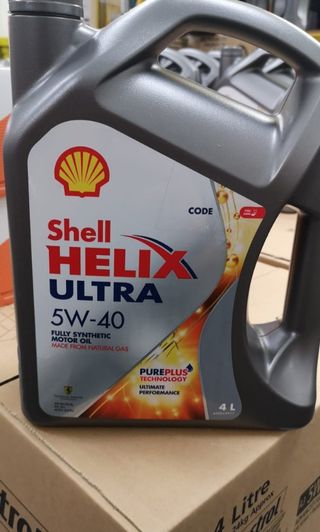 CODE
Shell
HELIX
ULTRA
5W-40
FULLY SYNTHETIC
MOTOR OIL
MADE FROM NATURAL GAS
PUREPLUS
TECHNOLOGY
ULTIMATE
PERFORMANCE
4 L
4 Litre
Approx